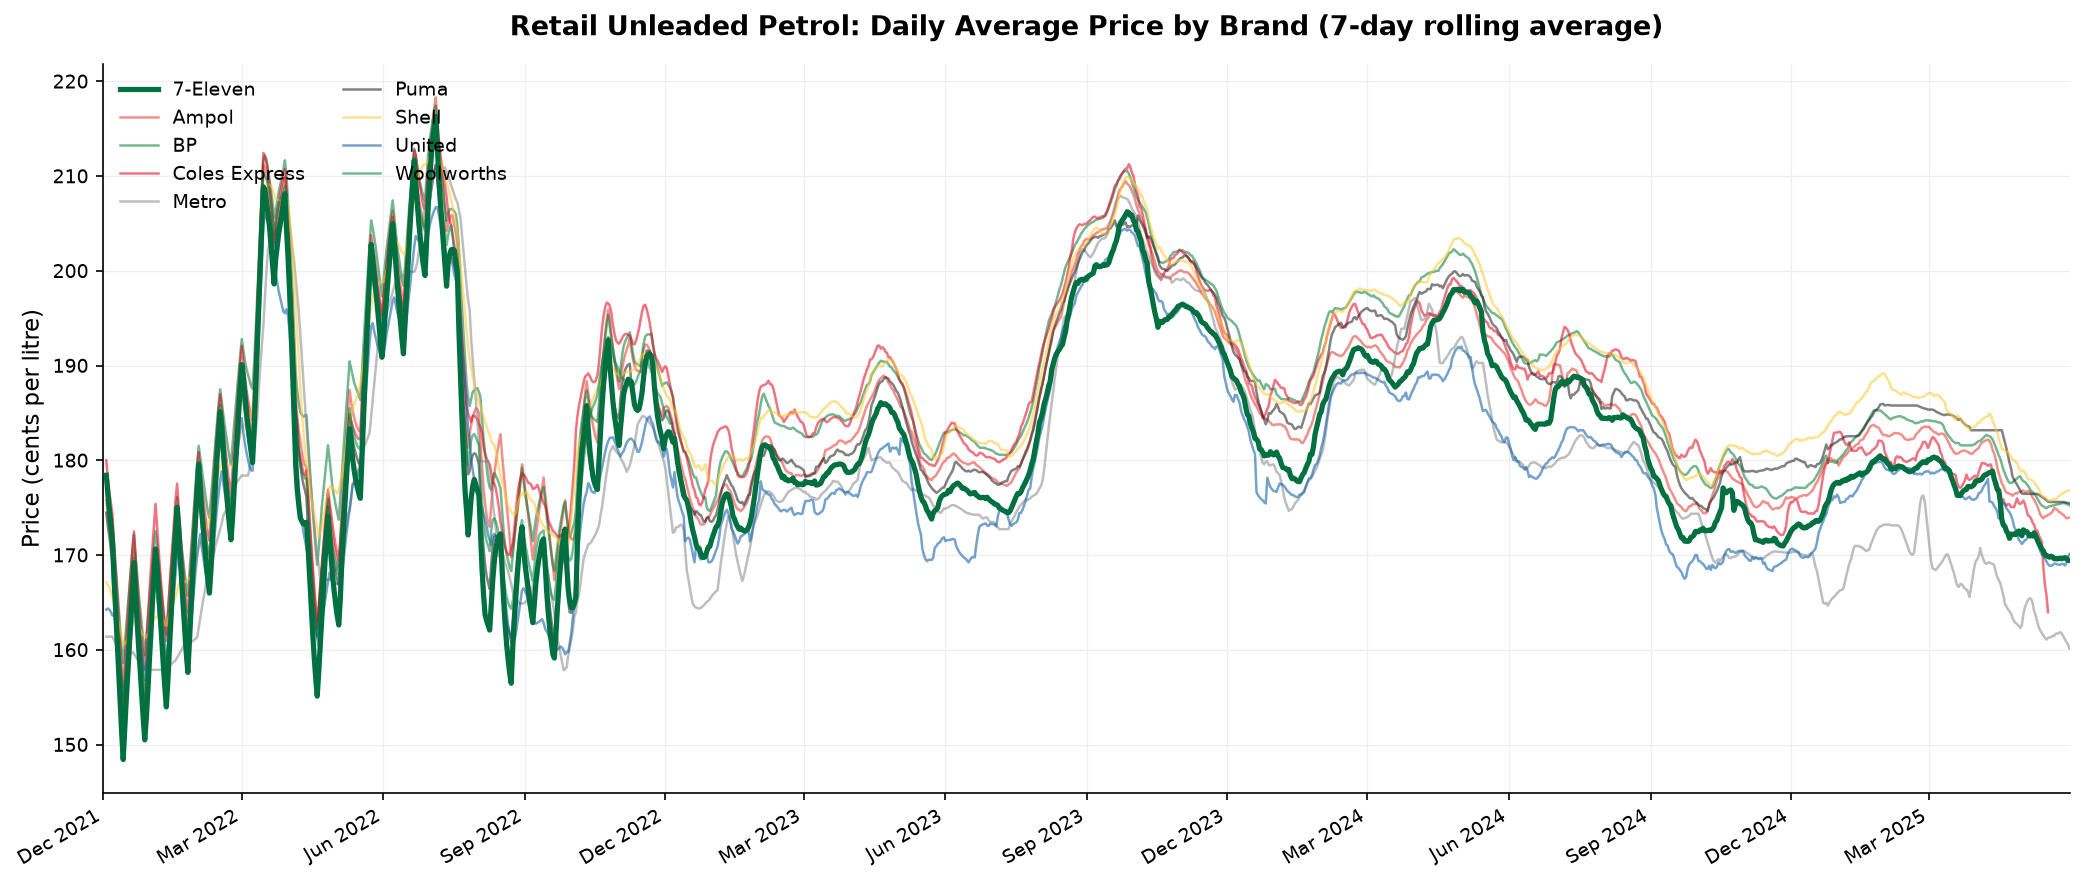 Retail Unleaded Petrol: Daily Average Price by Brand (7-day rolling average)
Price (cents per litre)
220
210
200
190
180
170
160
150
7-Eleven
Ampol
BP
Coles Express
Metro
Puma
Shell
United
Woolworths
Dec 2021
Mar 2022
Jun 2022
Sep 2022
Dec 2022
Mar 2023
Jun 2023
Sep 2023
Dec 2023
Mar 2024
Jun 2024
Sep 2024
Dec 2024
Mar 2025